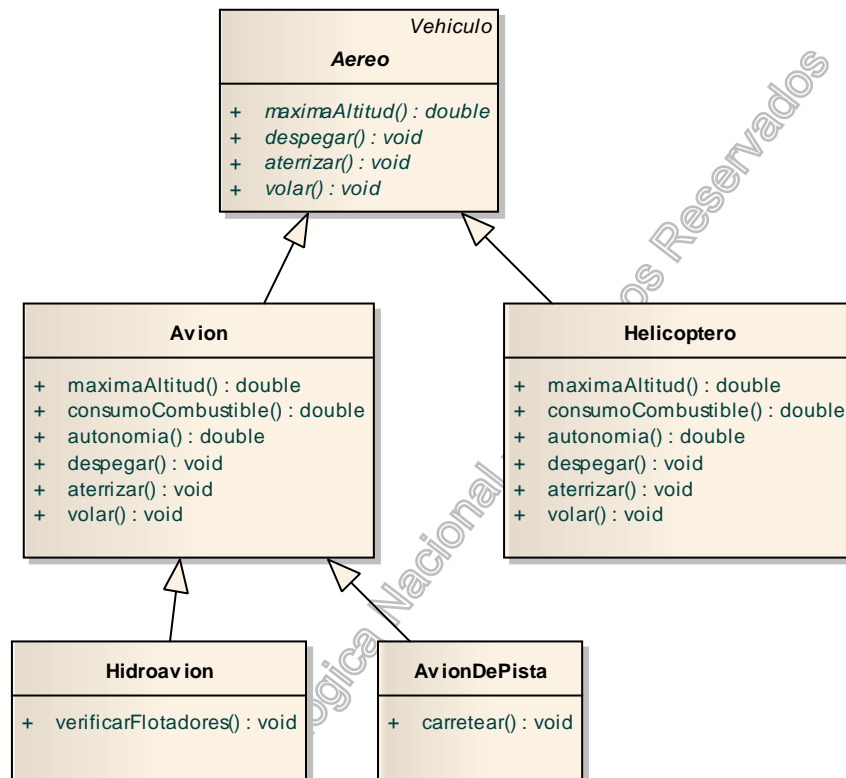 Vehiculo
Aereo
+ maximaAltitud() : double
+ despegar() : void
+ aterrizar() : void
+ volar() : void
Avion
+ maximaAltitud() : double
+ consumoCombustible() : double
+ autonomia() : double
+ despegar() : void
+ aterrizar() : void
+ volar() : void
Helicoptero
+ maximaAltitud() : double
+ consumoCombustible() : double
+ autonomia() : double
+ despegar() : void
+ aterrizar() : void
+ volar() : void
Hidroavion
+ verificarFlotadores() : void
AvionDePista
+ carretear() : void
Nacional
Reservados